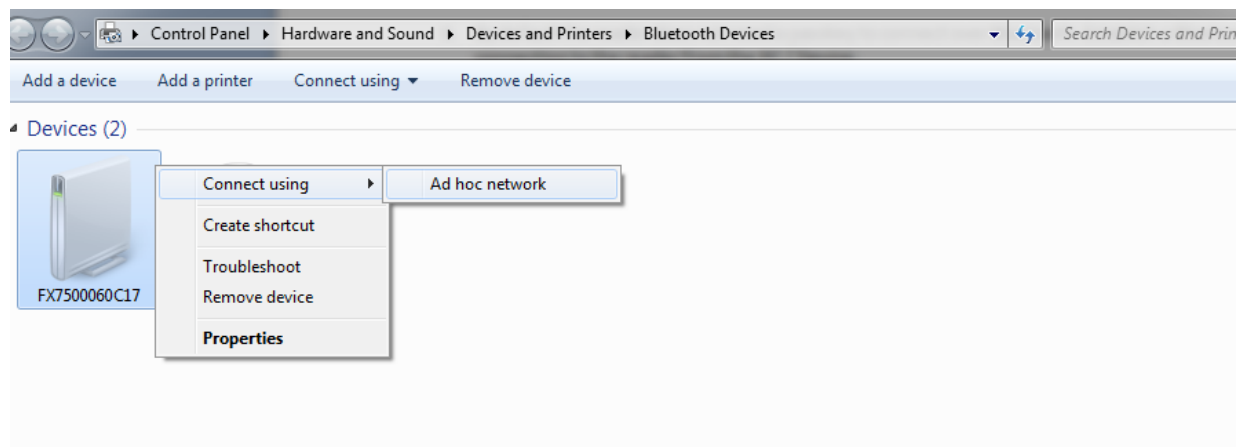 Control Panel Hardware and Sound Devices and Printers Bluetooth Devices Search Devices and Prin
Add a device Add a printer Connect using Remove device
Devices (2)
Connect using Ad hoc network
Create shortcut
Troubleshoot
FX7500060C17 Remove device
Properties